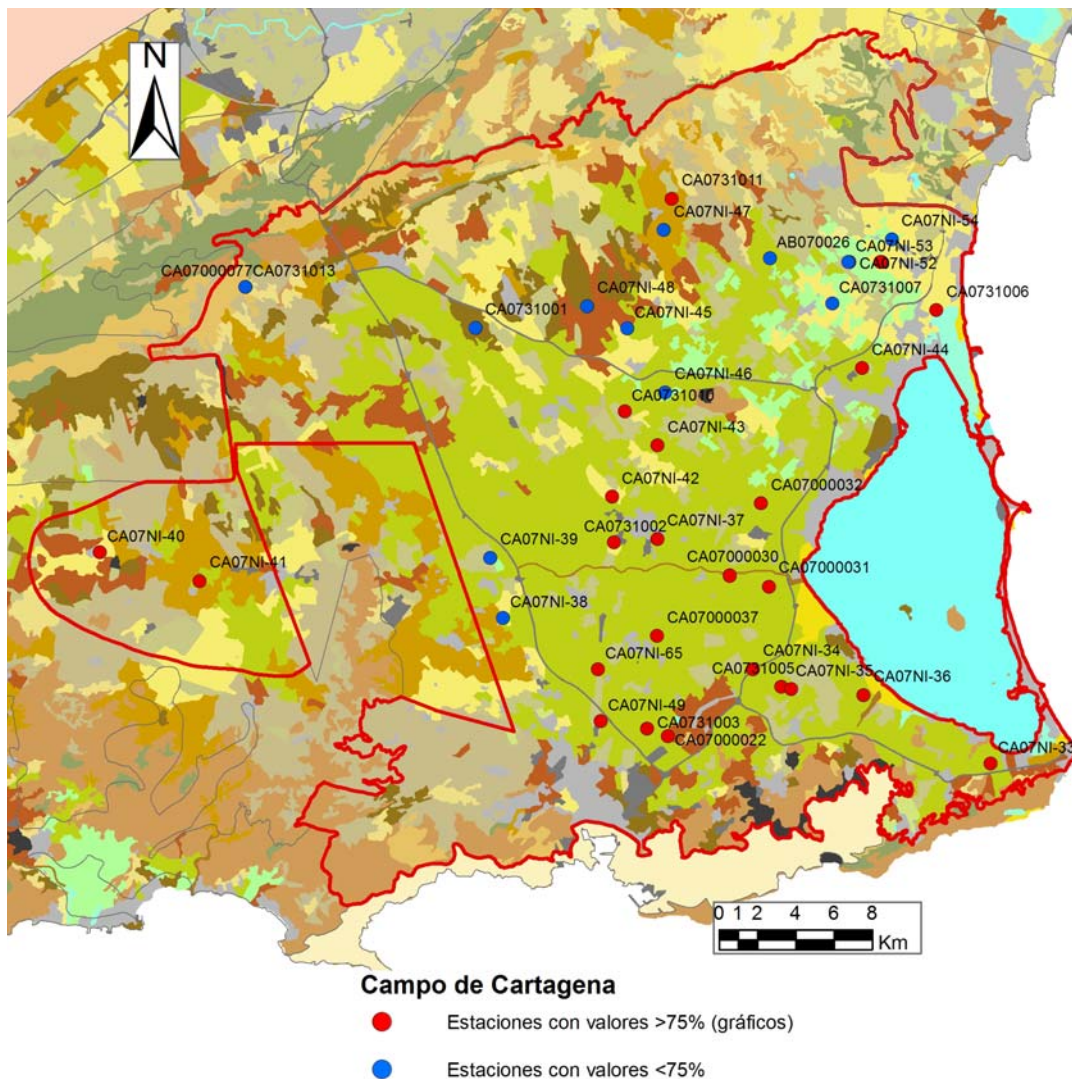 N
CA0731011
CA07NI-47
CA07NI-54
AB070026
CA07NI-53
CA07NI-52
CA07000077CA0731013
CA07NI-48
CA0731007
CA0731006
CA0731001
CA07NI-45
CA07NI-44
CA07NI-46
CA0731010
CA07NI-43
CA07NI-42
CA07000032
CA0731002
CA07NI-37
CA07NI-40
CA07NI-39
CA07NI-41
CA07000030
CA07000031
CA07NI-38
CA07000037
CA07NI-34
CA07NI-65
CA0731005
CA07NI-35
CA07NI-36
CA07NI-49
CA0731003
CA07000022
CA07NI-33
0 1 2 4 6 8
Km
Campo de Cartagena
Estaciones con valores >75% (gráficos)
Estaciones con valores <75%